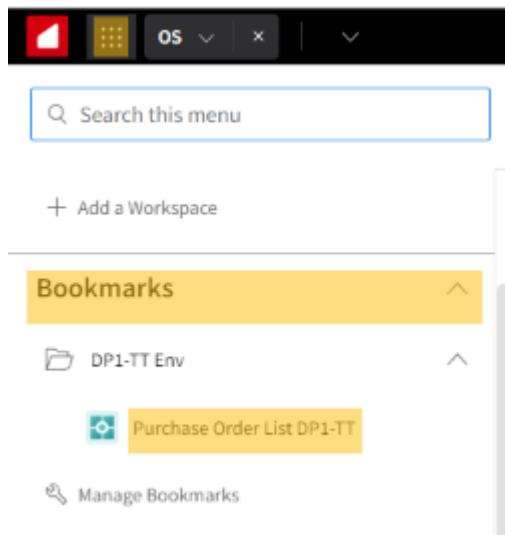 OS
Search this menu
Add a Workspace
Bookmarks
DP1-TT Env
Purchase Order List DP1-TT
Manage Bookmarks